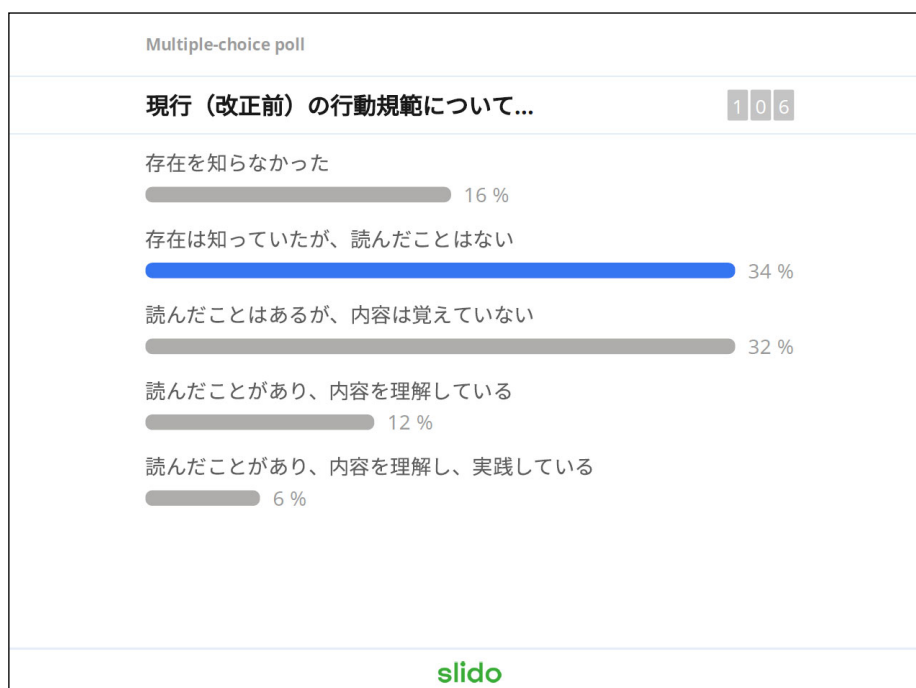 Multiple-choice poll
現行（改正前）の行動規範について...
106
存在を知らなかった
16 %
存在は知っていたが、読んだことはない
34 %
読んだことはあるが、内容は覚えていない
32 %
読んだことがあり、内容を理解している
12 %
読んだことがあり、内容を理解し、実践している
6 %
slido